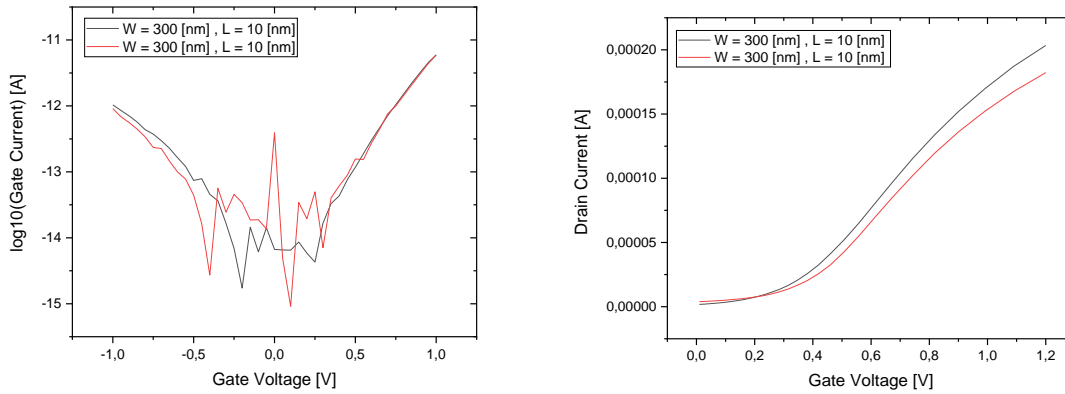 W = 300 [nm] , L = 10 [nm]
W = 300 [nm] , L = 10 [nm]
-11
-12
-13
-14
-15
log10(Gate Current) [A]
-1,0
-0,5
0,0
0,5
1,0
Gate Voltage [V]
W = 300 [nm] , L = 10 [nm]
W = 300 [nm] , L = 10 [nm]
0,00020
0,00015
0,00010
0,00005
0,00000
Drain Current [A]
0,0
0,2
0,4
0,6
0,8
1,0
1,2
Gate Voltage [V]